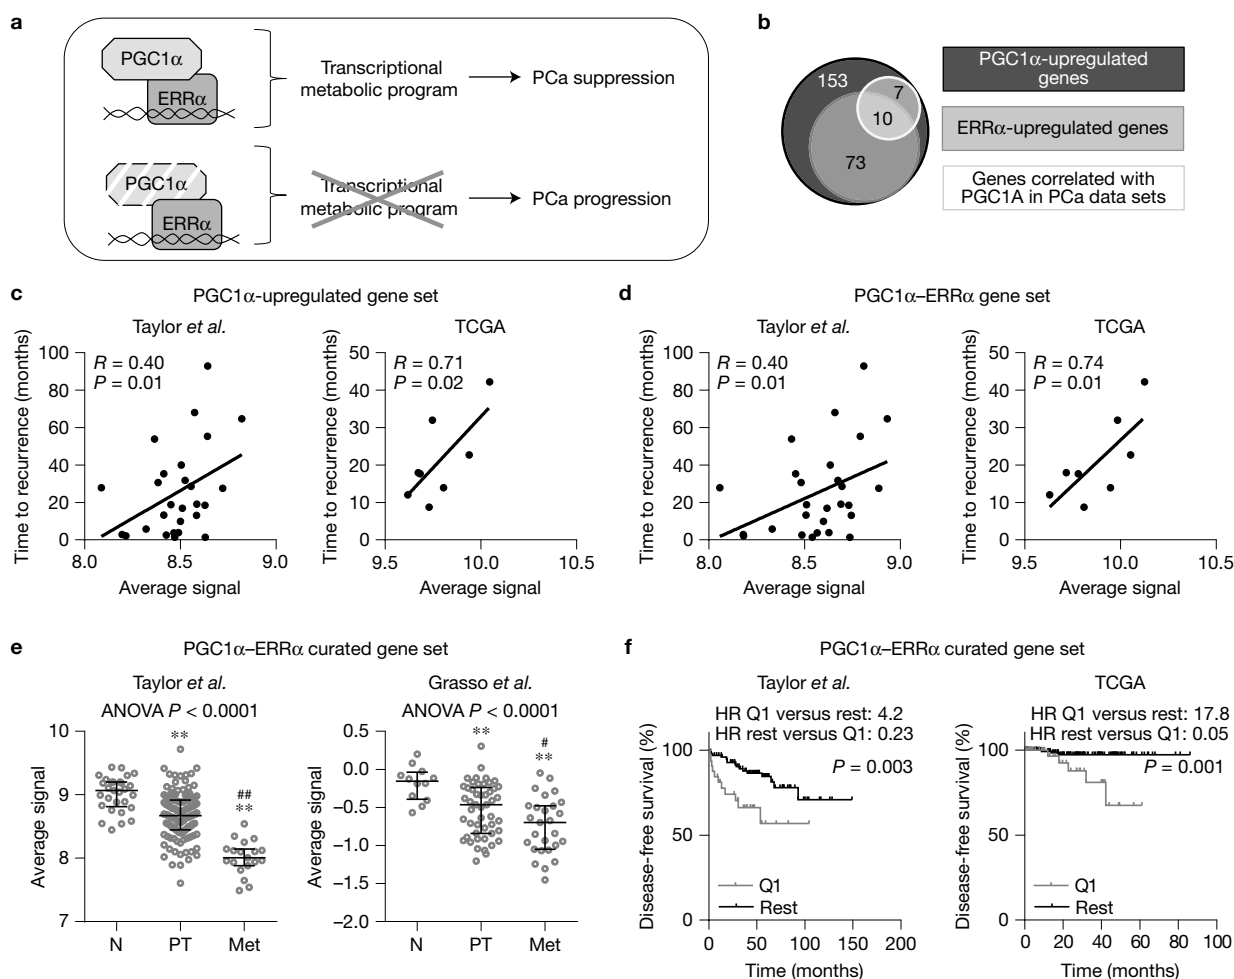 a
PGC1α
ERRα
Transcriptional
metabolic program
PCa suppression
PGC1α
ERRα
Transcriptional
metabolic program
PCa progression
b
153
7
10
73
PGC1α-upregulated
genes
ERRα-upregulated genes
Genes correlated with
PGC1A in PCa data sets
c
PGC1α-upregulated gene set
Taylor et al.
Time to recurrence (months)
100
80
60
40
20
0
R = 0.40
P = 0.01
8.0
8.5
9.0
Average signal
TCGA
Time to recurrence (months)
50
40
30
20
10
0
R = 0.71
P = 0.02
9.5
10.0
10.5
Average signal
d
PGC1α–ERRα gene set
Taylor et al.
Time to recurrence (months)
100
80
60
40
20
0
R = 0.40
P = 0.01
8.0
8.5
9.0
Average signal
TCGA
Time to recurrence (months)
50
40
30
20
10
0
R = 0.74
P = 0.01
9.5
10.0
10.5
Average signal
e
PGC1α–ERRα curated gene set
Taylor et al.
ANOVA P < 0.0001
Average signal
10
9
8
7
**
##
**
N
PT
Met
Grasso et al.
ANOVA P < 0.0001
Average signal
0.5
0.0
–0.5
–1.0
–1.5
–2.0
**
#
**
N
PT
Met
f
PGC1α–ERRα curated gene set
Taylor et al.
HR Q1 versus rest: 4.2
HR rest versus Q1: 0.23
P = 0.003
Disease-free survival (%)
100
50
0
Q1
Rest
0
50
100
150
200
Time (months)
TCGA
HR Q1 versus rest: 17.8
HR rest versus Q1: 0.05
P = 0.001
Disease-free survival (%)
100
50
0
Q1
Rest
0
20
40
60
80
100
Time (months)